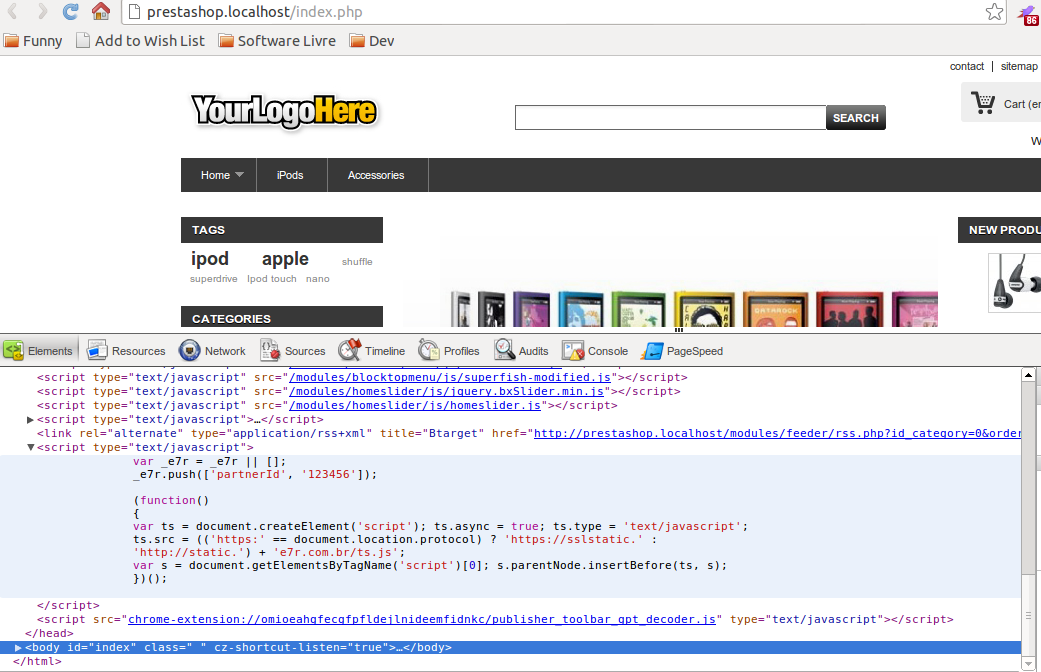 prestashop.localhost/index.php
86
Funny Add to Wish List Software Livre Dev
contact | sitemap
YourLogoHere
SEARCH
Cart (en
W
Home iPods Accessories
TAGS
NEW PRODU
ipod apple shuffle
superdrive Ipod touch nano
CATEGORIES
DATAROCK
Elements Resources Network Sources Timeline Profiles Audits Console PageSpeed
<script type="text/javascript" src="/modules/blocktopmenu/js/superfish-modified.js"></script>
<script type="text/javascript" src="/modules/homeslider/js/jquery.bxSlider.min.js"></script>
<script type="text/javascript" src="/modules/homeslider/js/homeslider.js"></script>
▶<script type="text/javascript">…</script>
<link rel="alternate" type="application/rss+xml" title="Btarget" href="http://prestashop.localhost/modules/feeder/rss.php?id_category=0&order
▼<script type="text/javascript">
var _e7r = _e7r || [];
_e7r.push(['partnerId', '123456']);
(function()
{
var ts = document.createElement('script'); ts.async = true; ts.type = 'text/javascript';
ts.src = (('https:' == document.location.protocol) ? 'https://sslstatic.' :
'http://static.') + 'e7r.com.br/ts.js';
var s = document.getElementsByTagName('script')[0]; s.parentNode.insertBefore(ts, s);
})();
</script>
<script src="chrome-extension://omioeahgfecgfpfldejlnideemfidnkc/publisher_toolbar_gpt_decoder.js" type="text/javascript"></script>
</head>
▶<body id="index" class=" " cz-shortcut-listen="true">…</body>
</html>